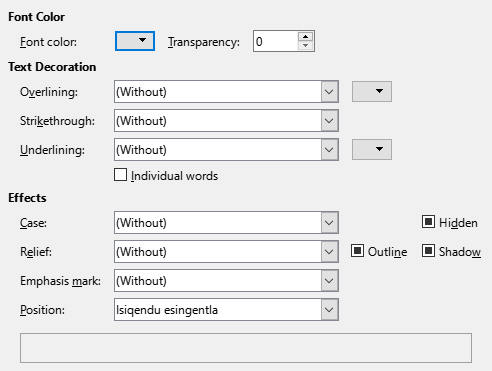 Font Color
Font color: Transparency: 0
Text Decoration
Overlining: (Without)
Strikethrough: (Without)
Underlining: (Without)
Individual words
Effects
Case: (Without) Hidden
Relief: (Without) Outline Shadow
Emphasis mark: (Without)
Position: Isiqendu esingentla